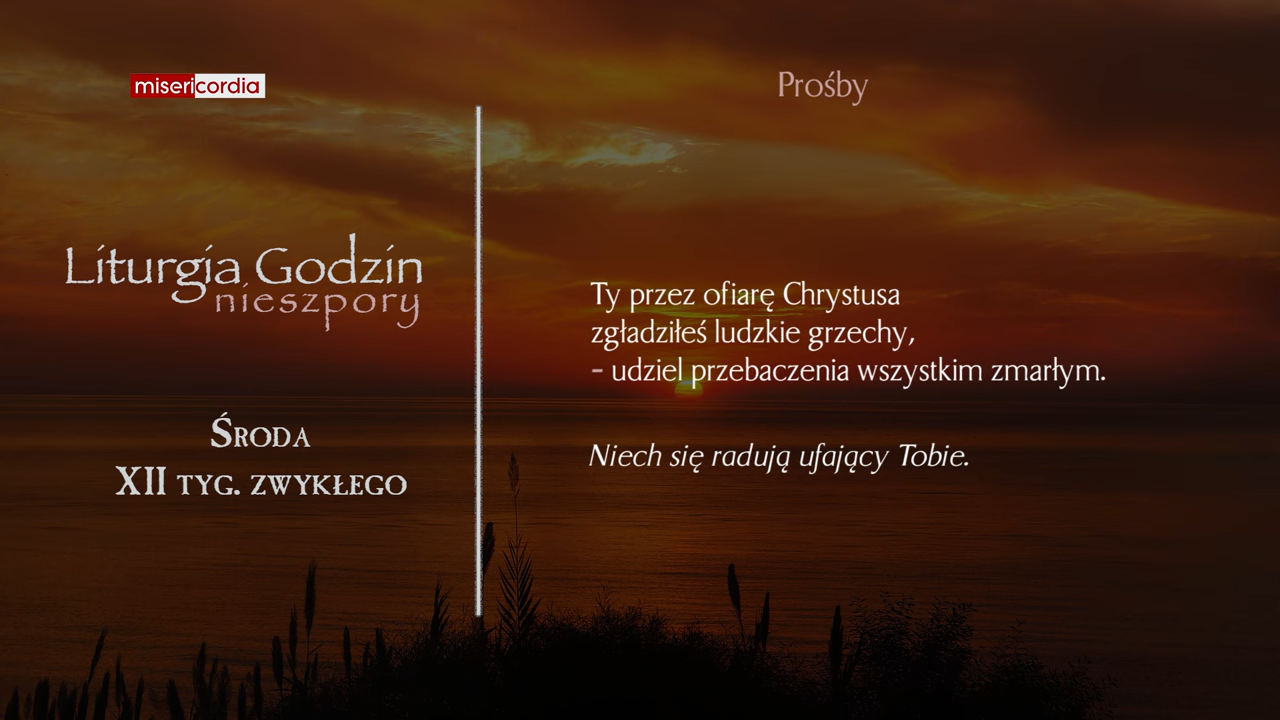 misericordia
Liturgia Godzin
nieszpory
Środa
XII tyg. zwykłego
Prośby
Ty przez ofiarę Chrystusa
zgładziłeś ludzkie grzechy,
- udziel przebaczenia wszystkim zmarłym.
Niech się radują ufający Tobie.